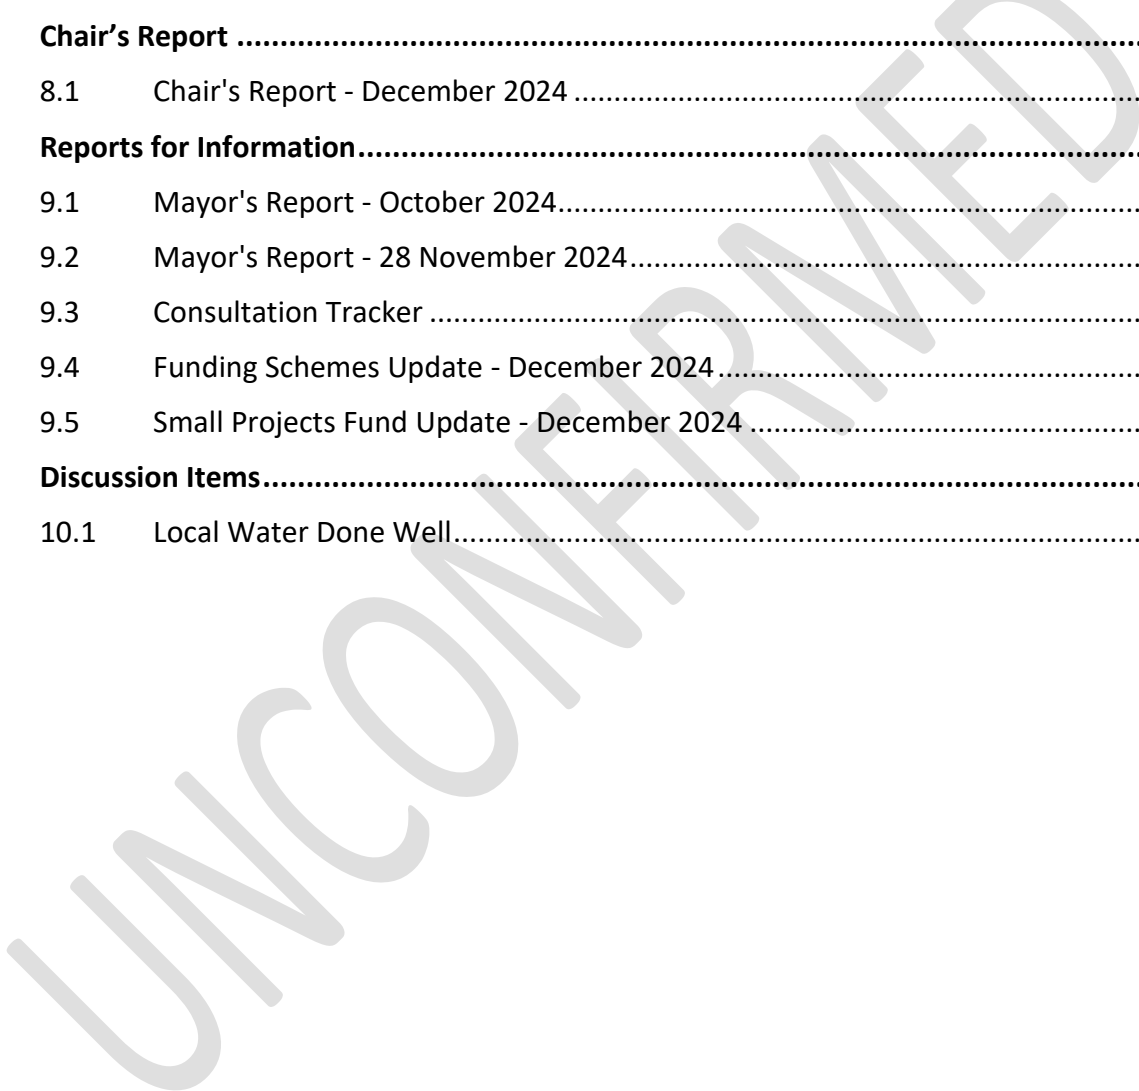 Chair’s Report ........................................................................................................................
8.1 Chair's Report - December 2024 ........................................................................
Reports for Information ........................................................................................................
9.1 Mayor's Report - October 2024 ..........................................................................
9.2 Mayor's Report - 28 November 2024 .................................................................
9.3 Consultation Tracker ...........................................................................................
9.4 Funding Schemes Update - December 2024 ......................................................
9.5 Small Projects Fund Update - December 2024 ..................................................
Discussion Items ...................................................................................................................
10.1 Local Water Done Well ......................................................................................
UNCONFIRMED